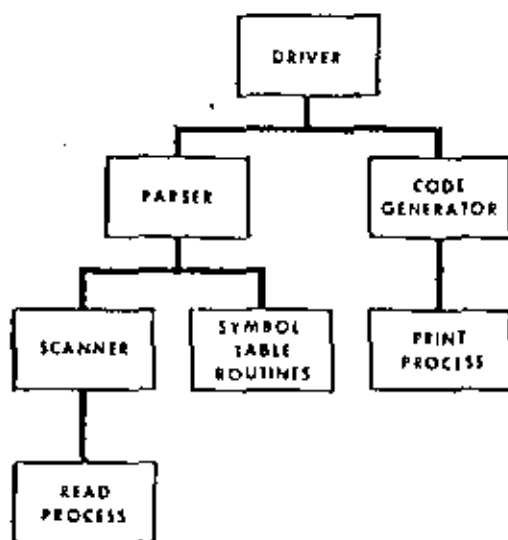 DRIVER
PARSER
CODE
GENERATOR
SCANNER
SYMBOL
TABLE
ROUTINES
PRINT
PROCESS
READ
PROCESS